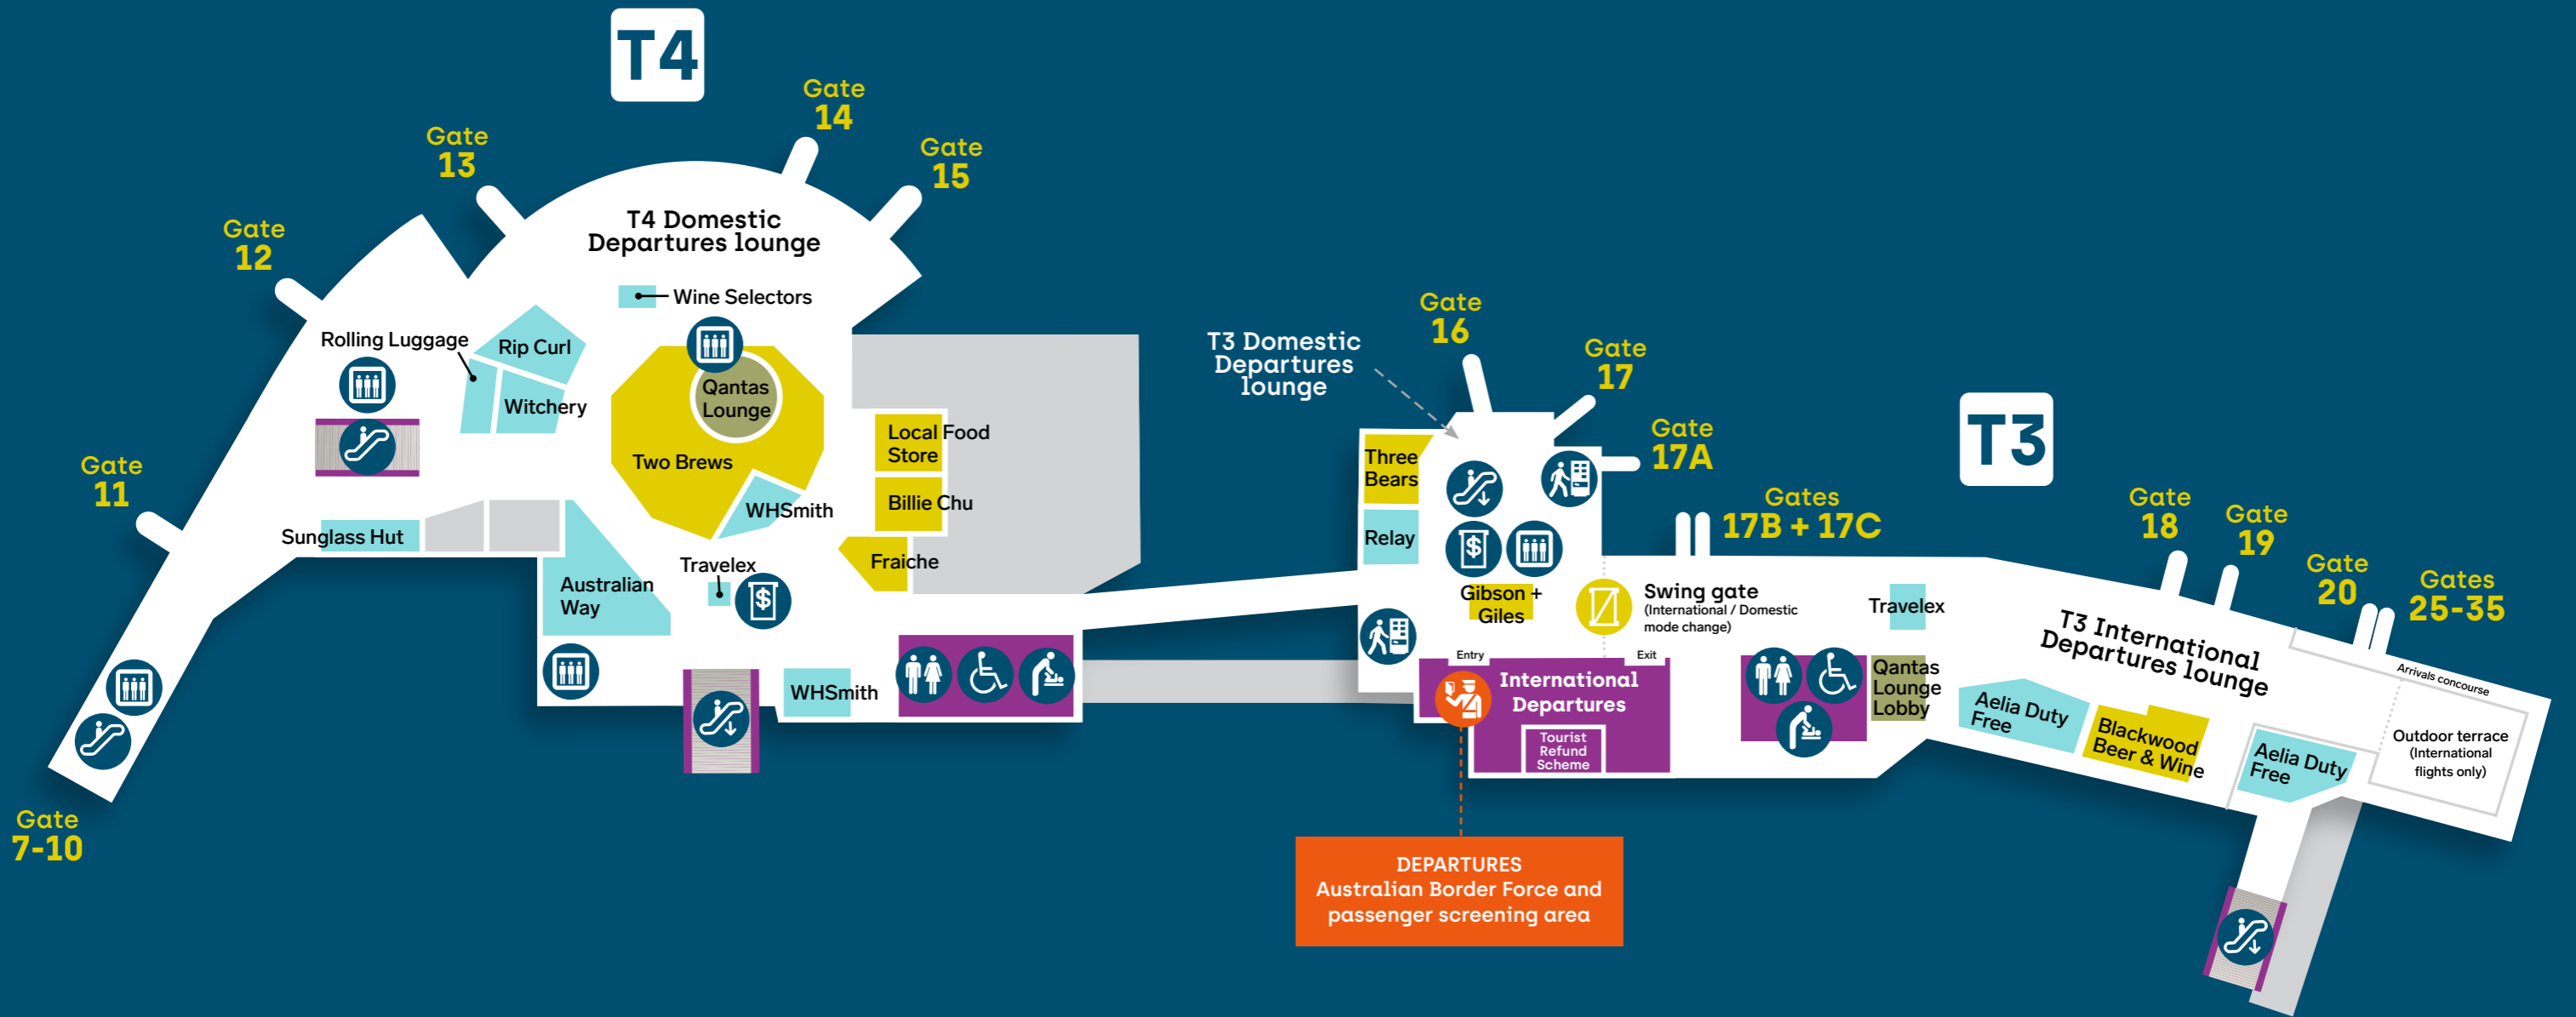 T4
Gate
14
Gate
13
Gate
15
Gate
12
T4 Domestic
Departures lounge
Wine Selectors
Rolling Luggage
Rip Curl
Witchery
Qantas
Lounge
Two Brews
WHSmith
Local Food
Store
Billie Chu
Fraiche
Gate
11
Sunglass Hut
Australian
Way
Travelex
$
WHSmith
Gate
7-10
T3 Domestic
Departures
lounge
Gate
16
Gate
17
Gate
17A
Three
Bears
Relay
$
Gibson +
Giles
Gates
17B + 17C
Swing gate
(International / Domestic
mode change)
Entry
Exit
International
Departures
Tourist
Refund
Scheme
DEPARTURES
Australian Border Force and
passenger screening area
T3
Travelex
Qantas
Lounge
Lobby
Gate
18
Gate
19
Gate
20
Gates
25-35
T3 International
Departures lounge
Arrivals concourse
Aelia Duty
Free
Blackwood
Beer & Wine
Aelia Duty
Free
Outdoor terrace
(International
flights only)